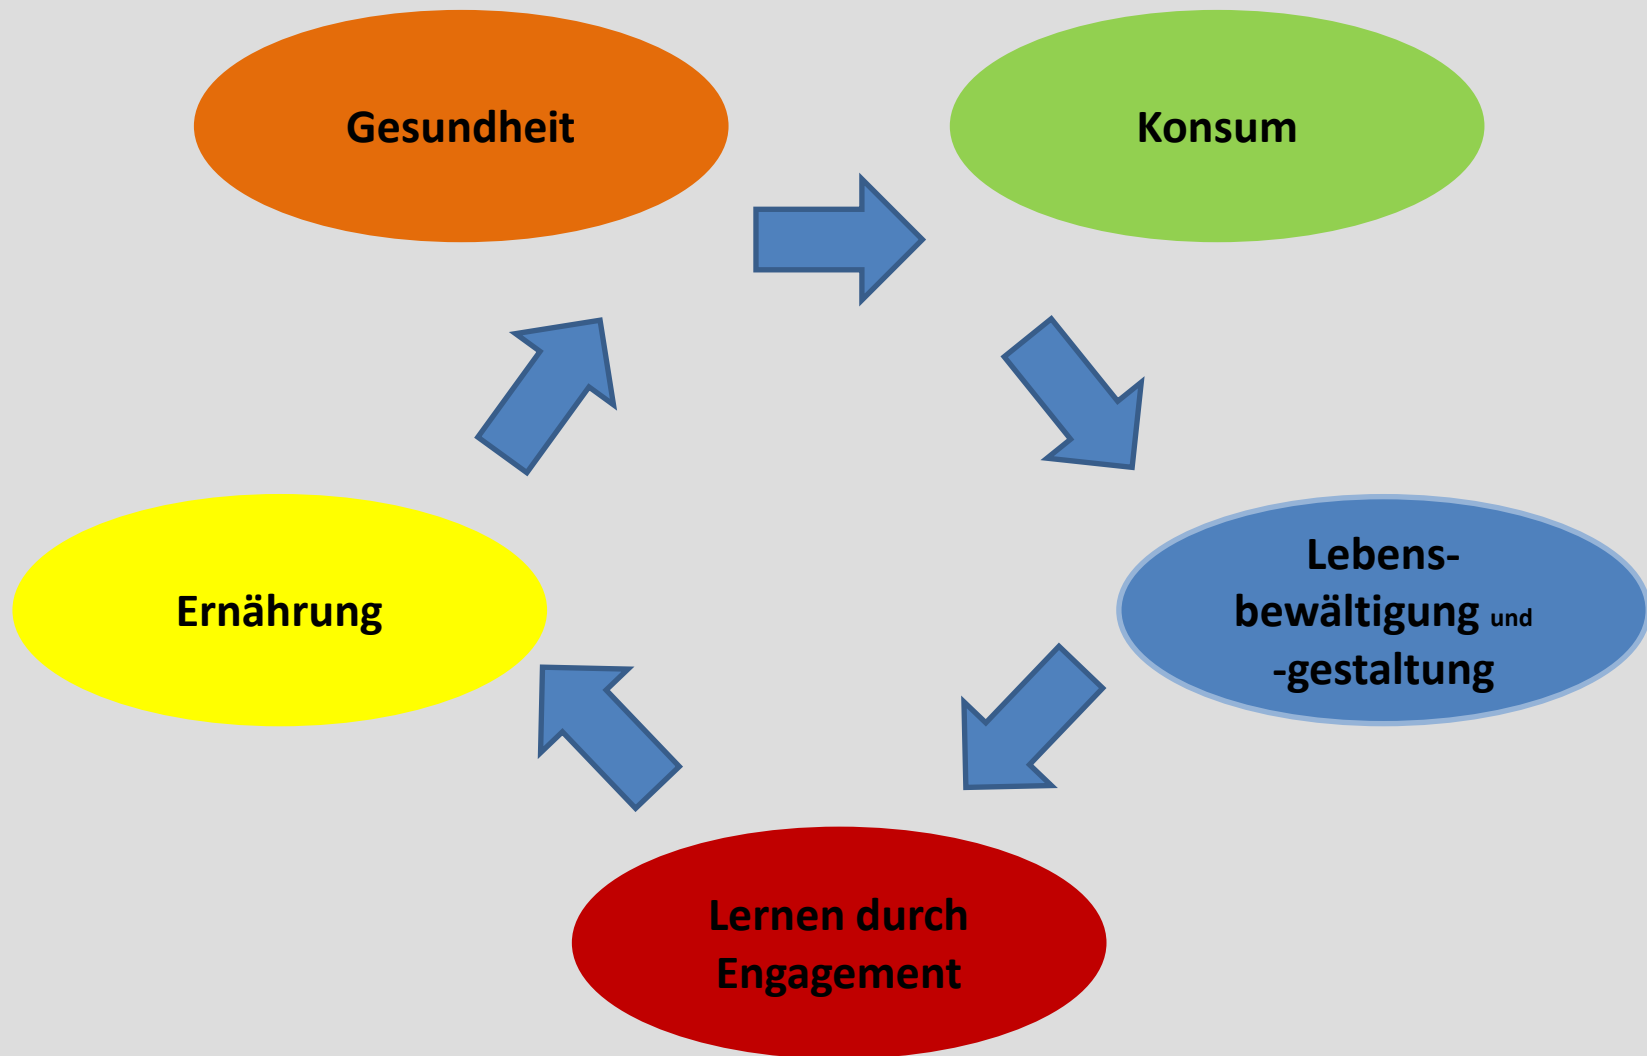 Gesundheit
Konsum
Ernährung
Lebens-
bewältigung und
-gestaltung
Lernen durch
Engagement